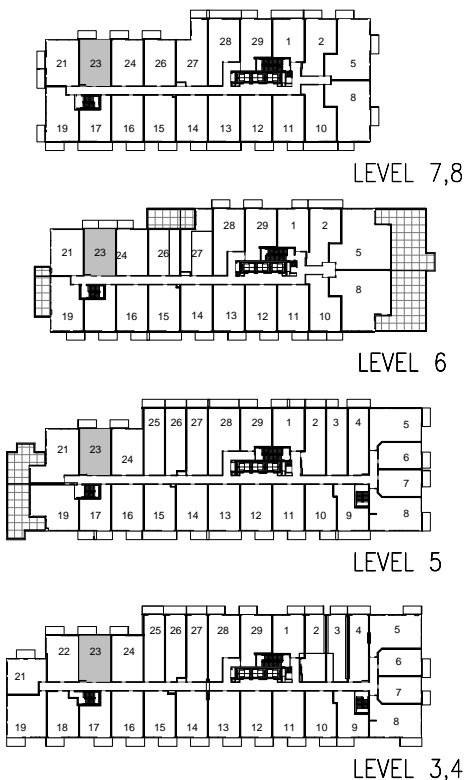 28 29 1 2
21 23 24 26 27 5
8
19 17 16 15 14 13 12 11 10
LEVEL 7,8
28 29 1 2
21 23 24 26 27 5
8
19 16 15 14 13 12 11 10
LEVEL 6
25 26 27 28 29 1 2 3 4 5
21 23 24 6
7
19 17 16 15 14 13 12 11 10 9 8
LEVEL 5
25 26 27 28 29 1 2 3 4 5
22 23 24
21 6
7
19 18 17 16 15 14 13 12 11 10 9 8
LEVEL 3,4